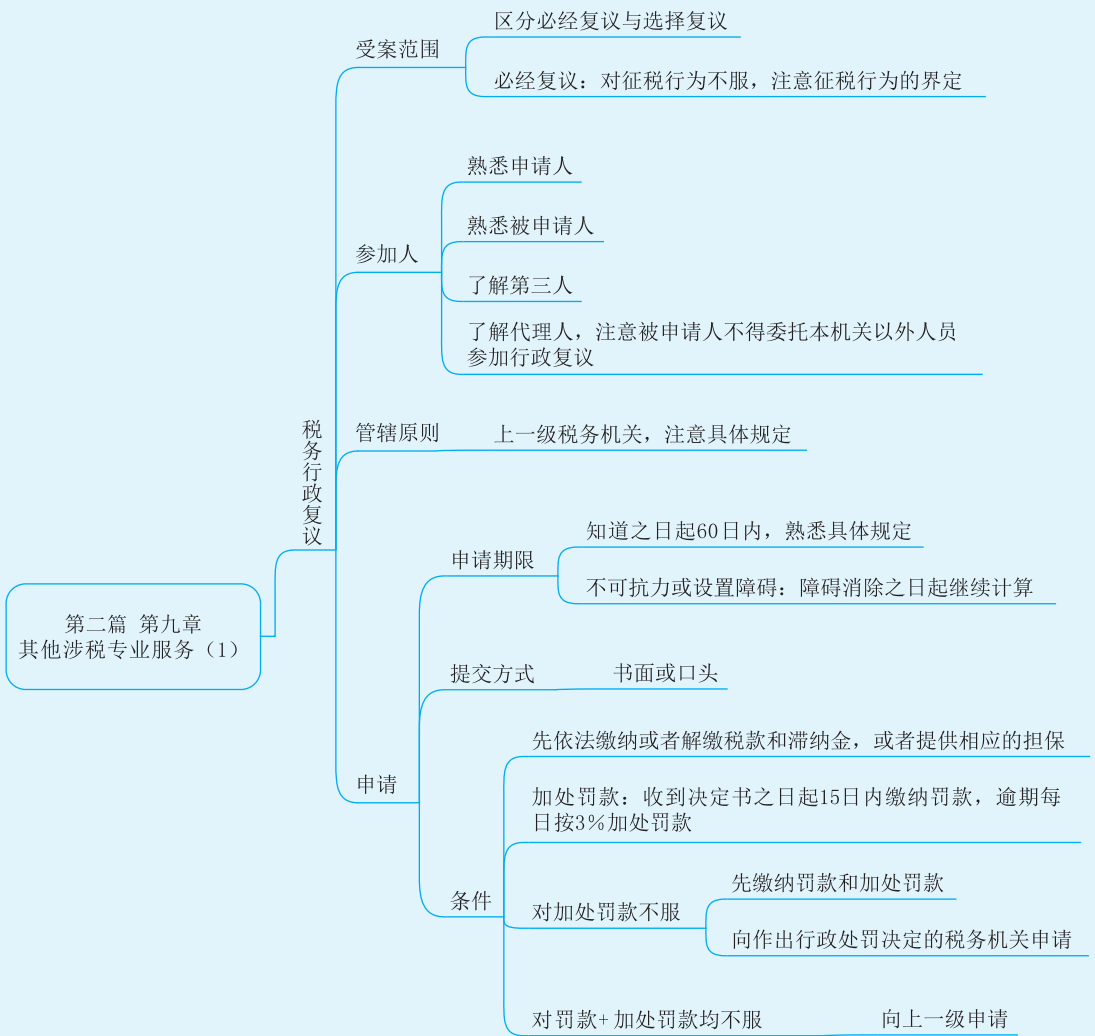 第二篇 第九章
其他涉税专业服务（1）
税务行政复议
受案范围
区分必经复议与选择复议
必经复议：对征税行为不服，注意征税行为的界定
参加人
熟悉申请人
熟悉被申请人
了解第三人
了解代理人，注意被申请人不得委托本机关以外人员
参加行政复议
管辖原则
上一级税务机关，注意具体规定
申请
申请期限
知道之日起60日内，熟悉具体规定
不可抗力或设置障碍：障碍消除之日起继续计算
提交方式
书面或口头
条件
先依法缴纳或者解缴税款和滞纳金，或者提供相应的担保
加处罚款：收到决定书之日起15日内缴纳罚款，逾期每
日按3%加处罚款
对加处罚款不服
先缴纳罚款和加处罚款
向作出行政处罚决定的税务机关申请
对罚款+加处罚款均不服
向上一级申请